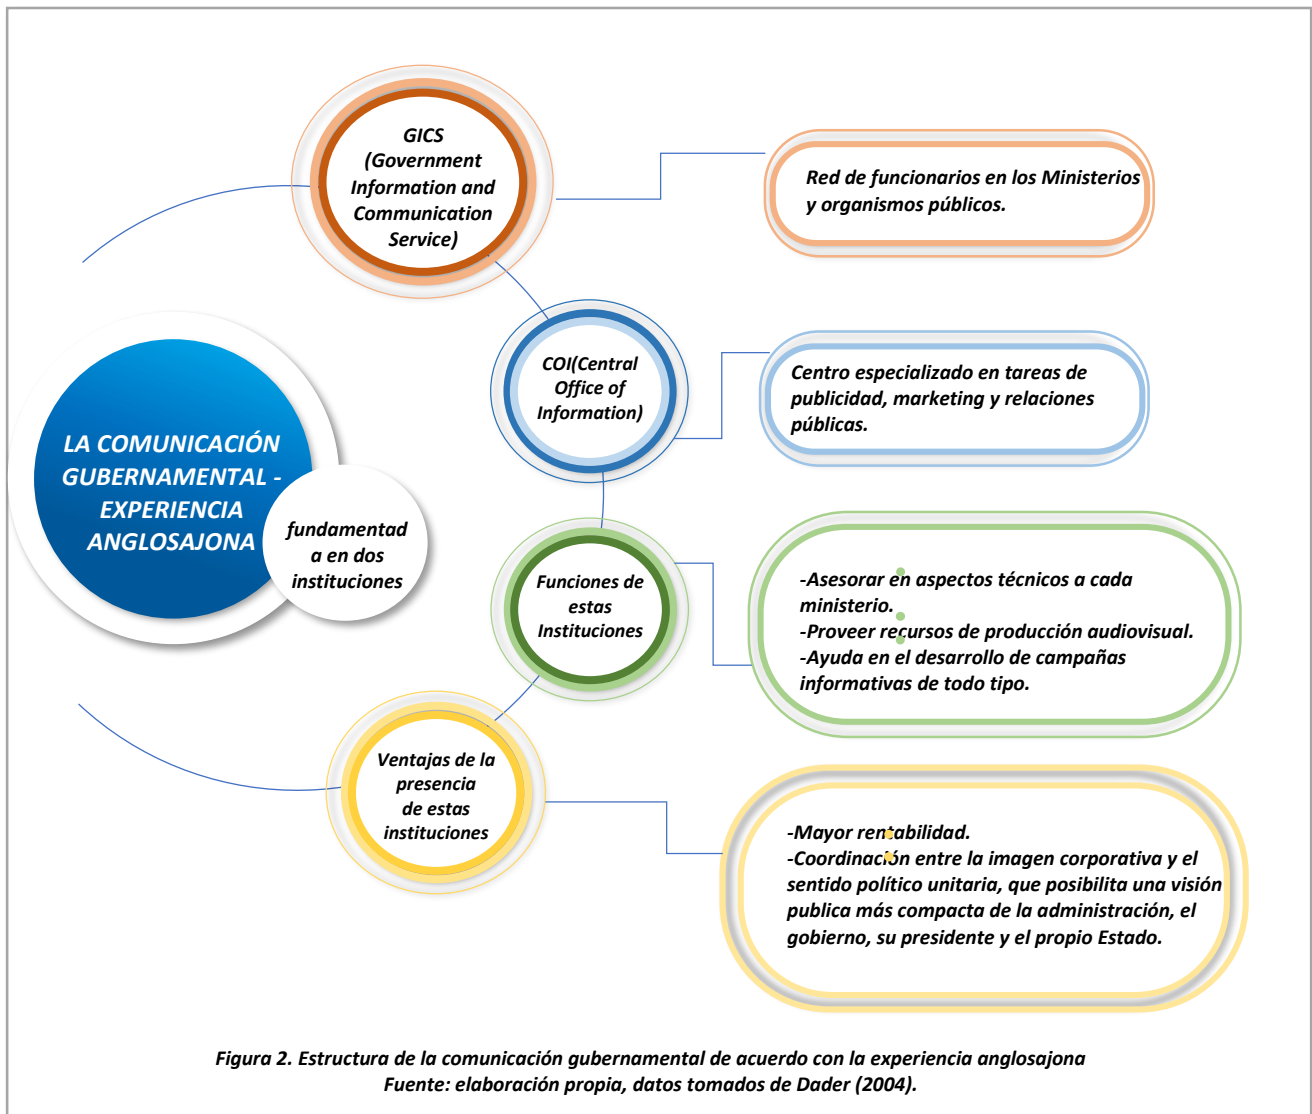 GICS
(Government
Information and
Communication
Service)
Red de funcionarios en los Ministerios
y organismos públicos.
COI(Central
Office of
Information)
Centro especializado en tareas de
publicidad, marketing y relaciones
públicas.
LA COMUNICACIÓN
GUBERNAMENTAL -
EXPERIENCIA
ANGLOSAJONA
fundamentad
a en dos
instituciones
Funciones de
estas
Instituciones
-Asesorar en aspectos técnicos a cada
ministerio.
-Proveer recursos de producción audiovisual.
-Ayuda en el desarrollo de campañas
informativas de todo tipo.
Ventajas de la
presencia
de estas
instituciones
-Mayor rentabilidad.
-Coordinación entre la imagen corporativa y el
sentido político unitaria, que posibilita una visión
publica más compacta de la administración, el
gobierno, su presidente y el propio Estado.
Figura 2. Estructura de la comunicación gubernamental de acuerdo con la experiencia anglosajona
Fuente: elaboración propia, datos tomados de Dader (2004).